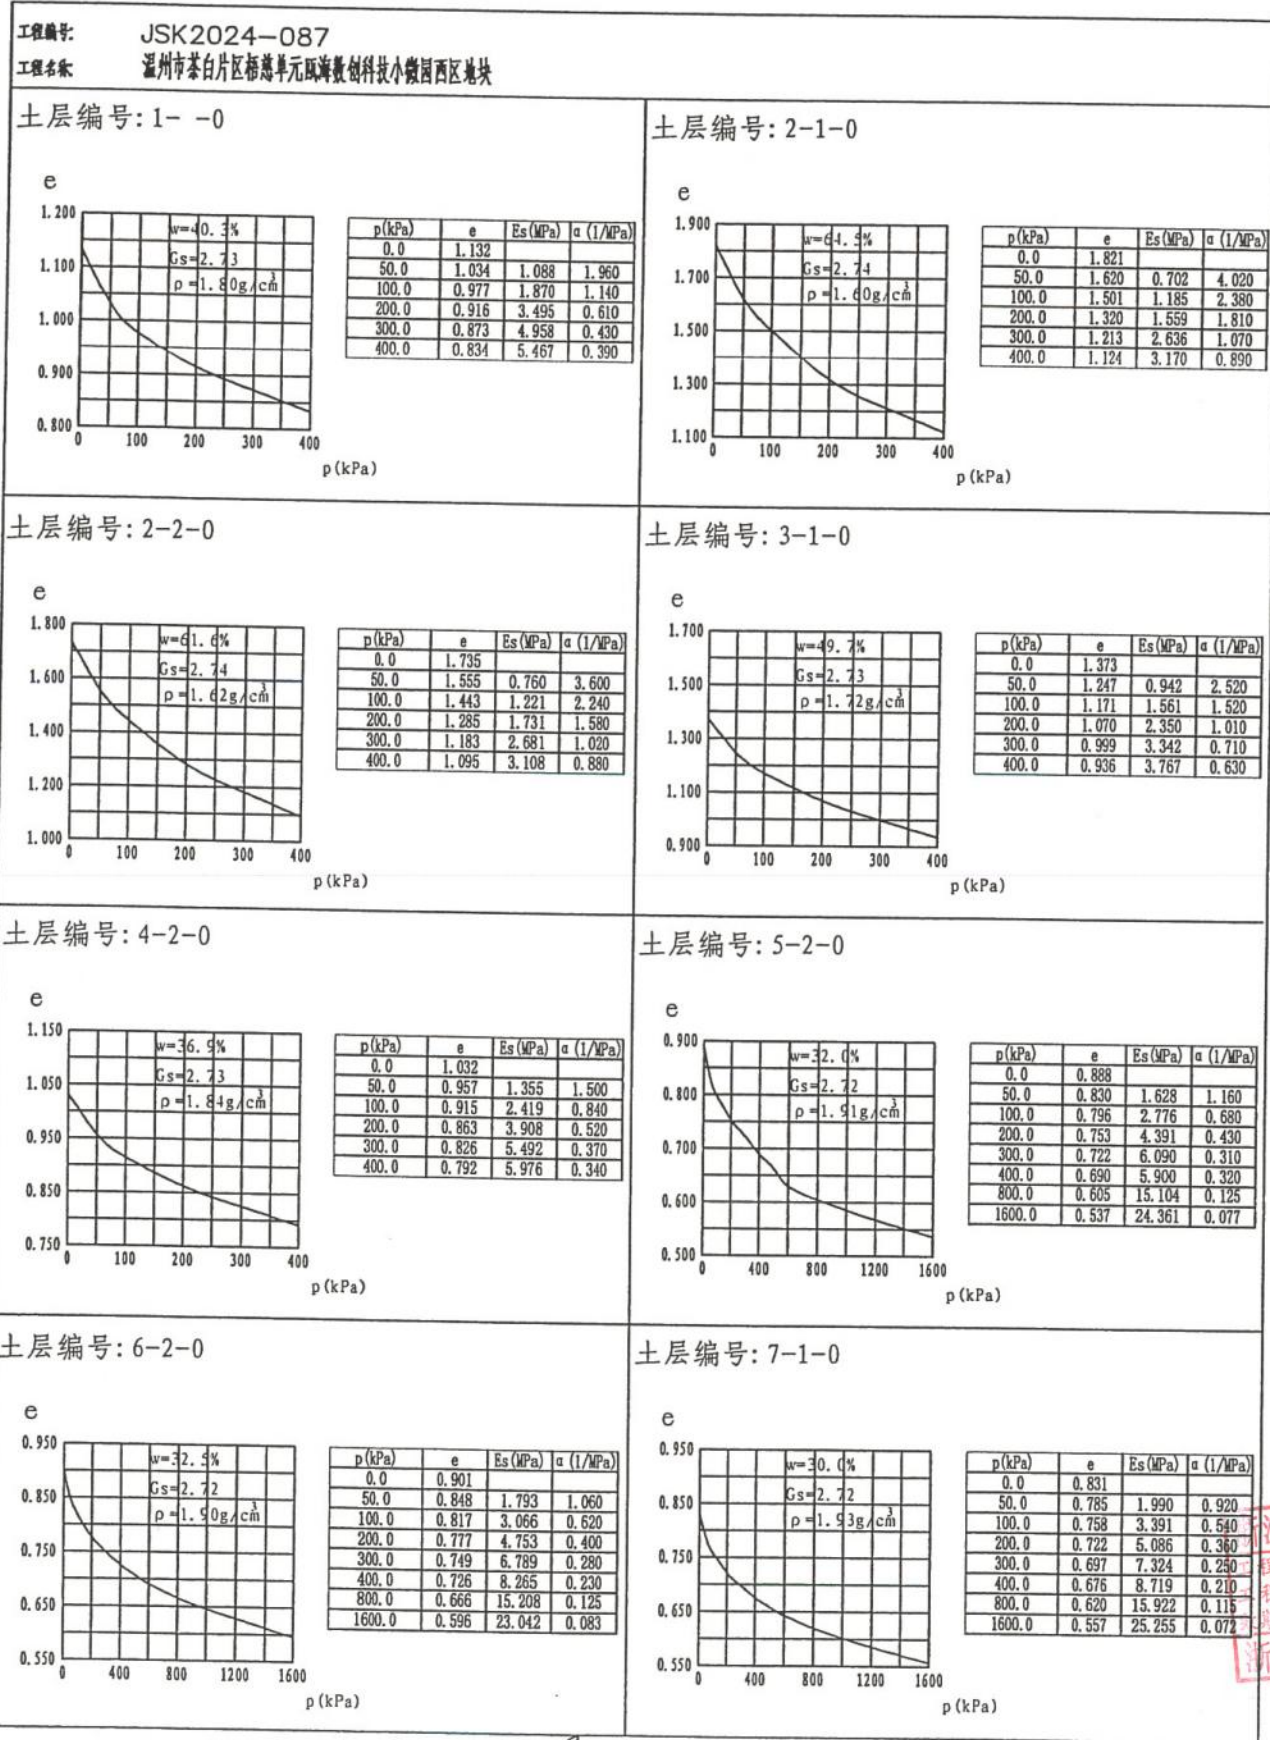 工程编号: JSK2024-087
工程名称: 温州市茶白片区梧慈单元瓯海数创科技小微园西区地块
土层编号: 1- -0
e
1.200
1.100
1.000
0.900
0.800
0 100 200 300 400
p(kPa)
w=40.3%
Gs=2.73
ρ=1.80g/cm³
p(kPa) e Es(MPa) α(1/MPa)
0.0 1.132
50.0 1.034 1.088 1.960
100.0 0.977 1.870 1.140
200.0 0.916 3.495 0.610
300.0 0.873 4.958 0.430
400.0 0.834 5.467 0.390
土层编号: 2-1-0
e
1.900
1.700
1.500
1.300
1.100
0 100 200 300 400
p(kPa)
w=64.5%
Gs=2.74
ρ=1.60g/cm³
p(kPa) e Es(MPa) α(1/MPa)
0.0 1.821
50.0 1.620 0.702 4.020
100.0 1.501 1.185 2.380
200.0 1.320 1.559 1.810
300.0 1.213 2.636 1.070
400.0 1.124 3.170 0.890
土层编号: 2-2-0
e
1.800
1.600
1.400
1.200
1.000
0 100 200 300 400
p(kPa)
w=61.6%
Gs=2.74
ρ=1.62g/cm³
p(kPa) e Es(MPa) α(1/MPa)
0.0 1.735
50.0 1.555 0.760 3.600
100.0 1.443 1.221 2.240
200.0 1.285 1.731 1.580
300.0 1.183 2.681 1.020
400.0 1.095 3.108 0.880
土层编号: 3-1-0
e
1.700
1.500
1.300
1.100
0.900
0 100 200 300 400
p(kPa)
w=49.7%
Gs=2.73
ρ=1.72g/cm³
p(kPa) e Es(MPa) α(1/MPa)
0.0 1.373
50.0 1.247 0.942 2.520
100.0 1.171 1.561 1.520
200.0 1.070 2.350 1.010
300.0 0.999 3.342 0.710
400.0 0.936 3.767 0.630
土层编号: 4-2-0
e
1.150
1.050
0.950
0.850
0.750
0 100 200 300 400
p(kPa)
w=36.9%
Gs=2.73
ρ=1.84g/cm³
p(kPa) e Es(MPa) α(1/MPa)
0.0 1.032
50.0 0.957 1.355 1.500
100.0 0.915 2.419 0.840
200.0 0.863 3.908 0.520
300.0 0.826 5.492 0.370
400.0 0.792 5.976 0.340
土层编号: 5-2-0
e
0.900
0.800
0.700
0.600
0.500
0 400 800 1200 1600
p(kPa)
w=32.0%
Gs=2.72
ρ=1.91g/cm³
p(kPa) e Es(MPa) α(1/MPa)
0.0 0.888
50.0 0.830 1.628 1.160
100.0 0.796 2.776 0.680
200.0 0.753 4.391 0.430
300.0 0.722 6.090 0.310
400.0 0.690 5.900 0.320
800.0 0.605 15.104 0.125
1600.0 0.537 24.361 0.077
土层编号: 6-2-0
e
0.950
0.850
0.750
0.650
0.550
0 400 800 1200 1600
p(kPa)
w=32.5%
Gs=2.72
ρ=1.90g/cm³
p(kPa) e Es(MPa) α(1/MPa)
0.0 0.901
50.0 0.848 1.793 1.060
100.0 0.817 3.066 0.620
200.0 0.777 4.753 0.400
300.0 0.749 6.789 0.280
400.0 0.726 8.265 0.230
800.0 0.666 15.208 0.125
1600.0 0.596 23.042 0.083
土层编号: 7-1-0
e
0.950
0.850
0.750
0.650
0.550
0 400 800 1200 1600
p(kPa)
w=30.0%
Gs=2.72
ρ=1.93g/cm³
p(kPa) e Es(MPa) α(1/MPa)
0.0 0.831
50.0 0.785 1.990 0.920
100.0 0.758 3.391 0.540
200.0 0.722 5.086 0.360
300.0 0.697 7.324 0.250
400.0 0.676 8.719 0.210
800.0 0.620 15.922 0.115
1600.0 0.557 25.255 0.072